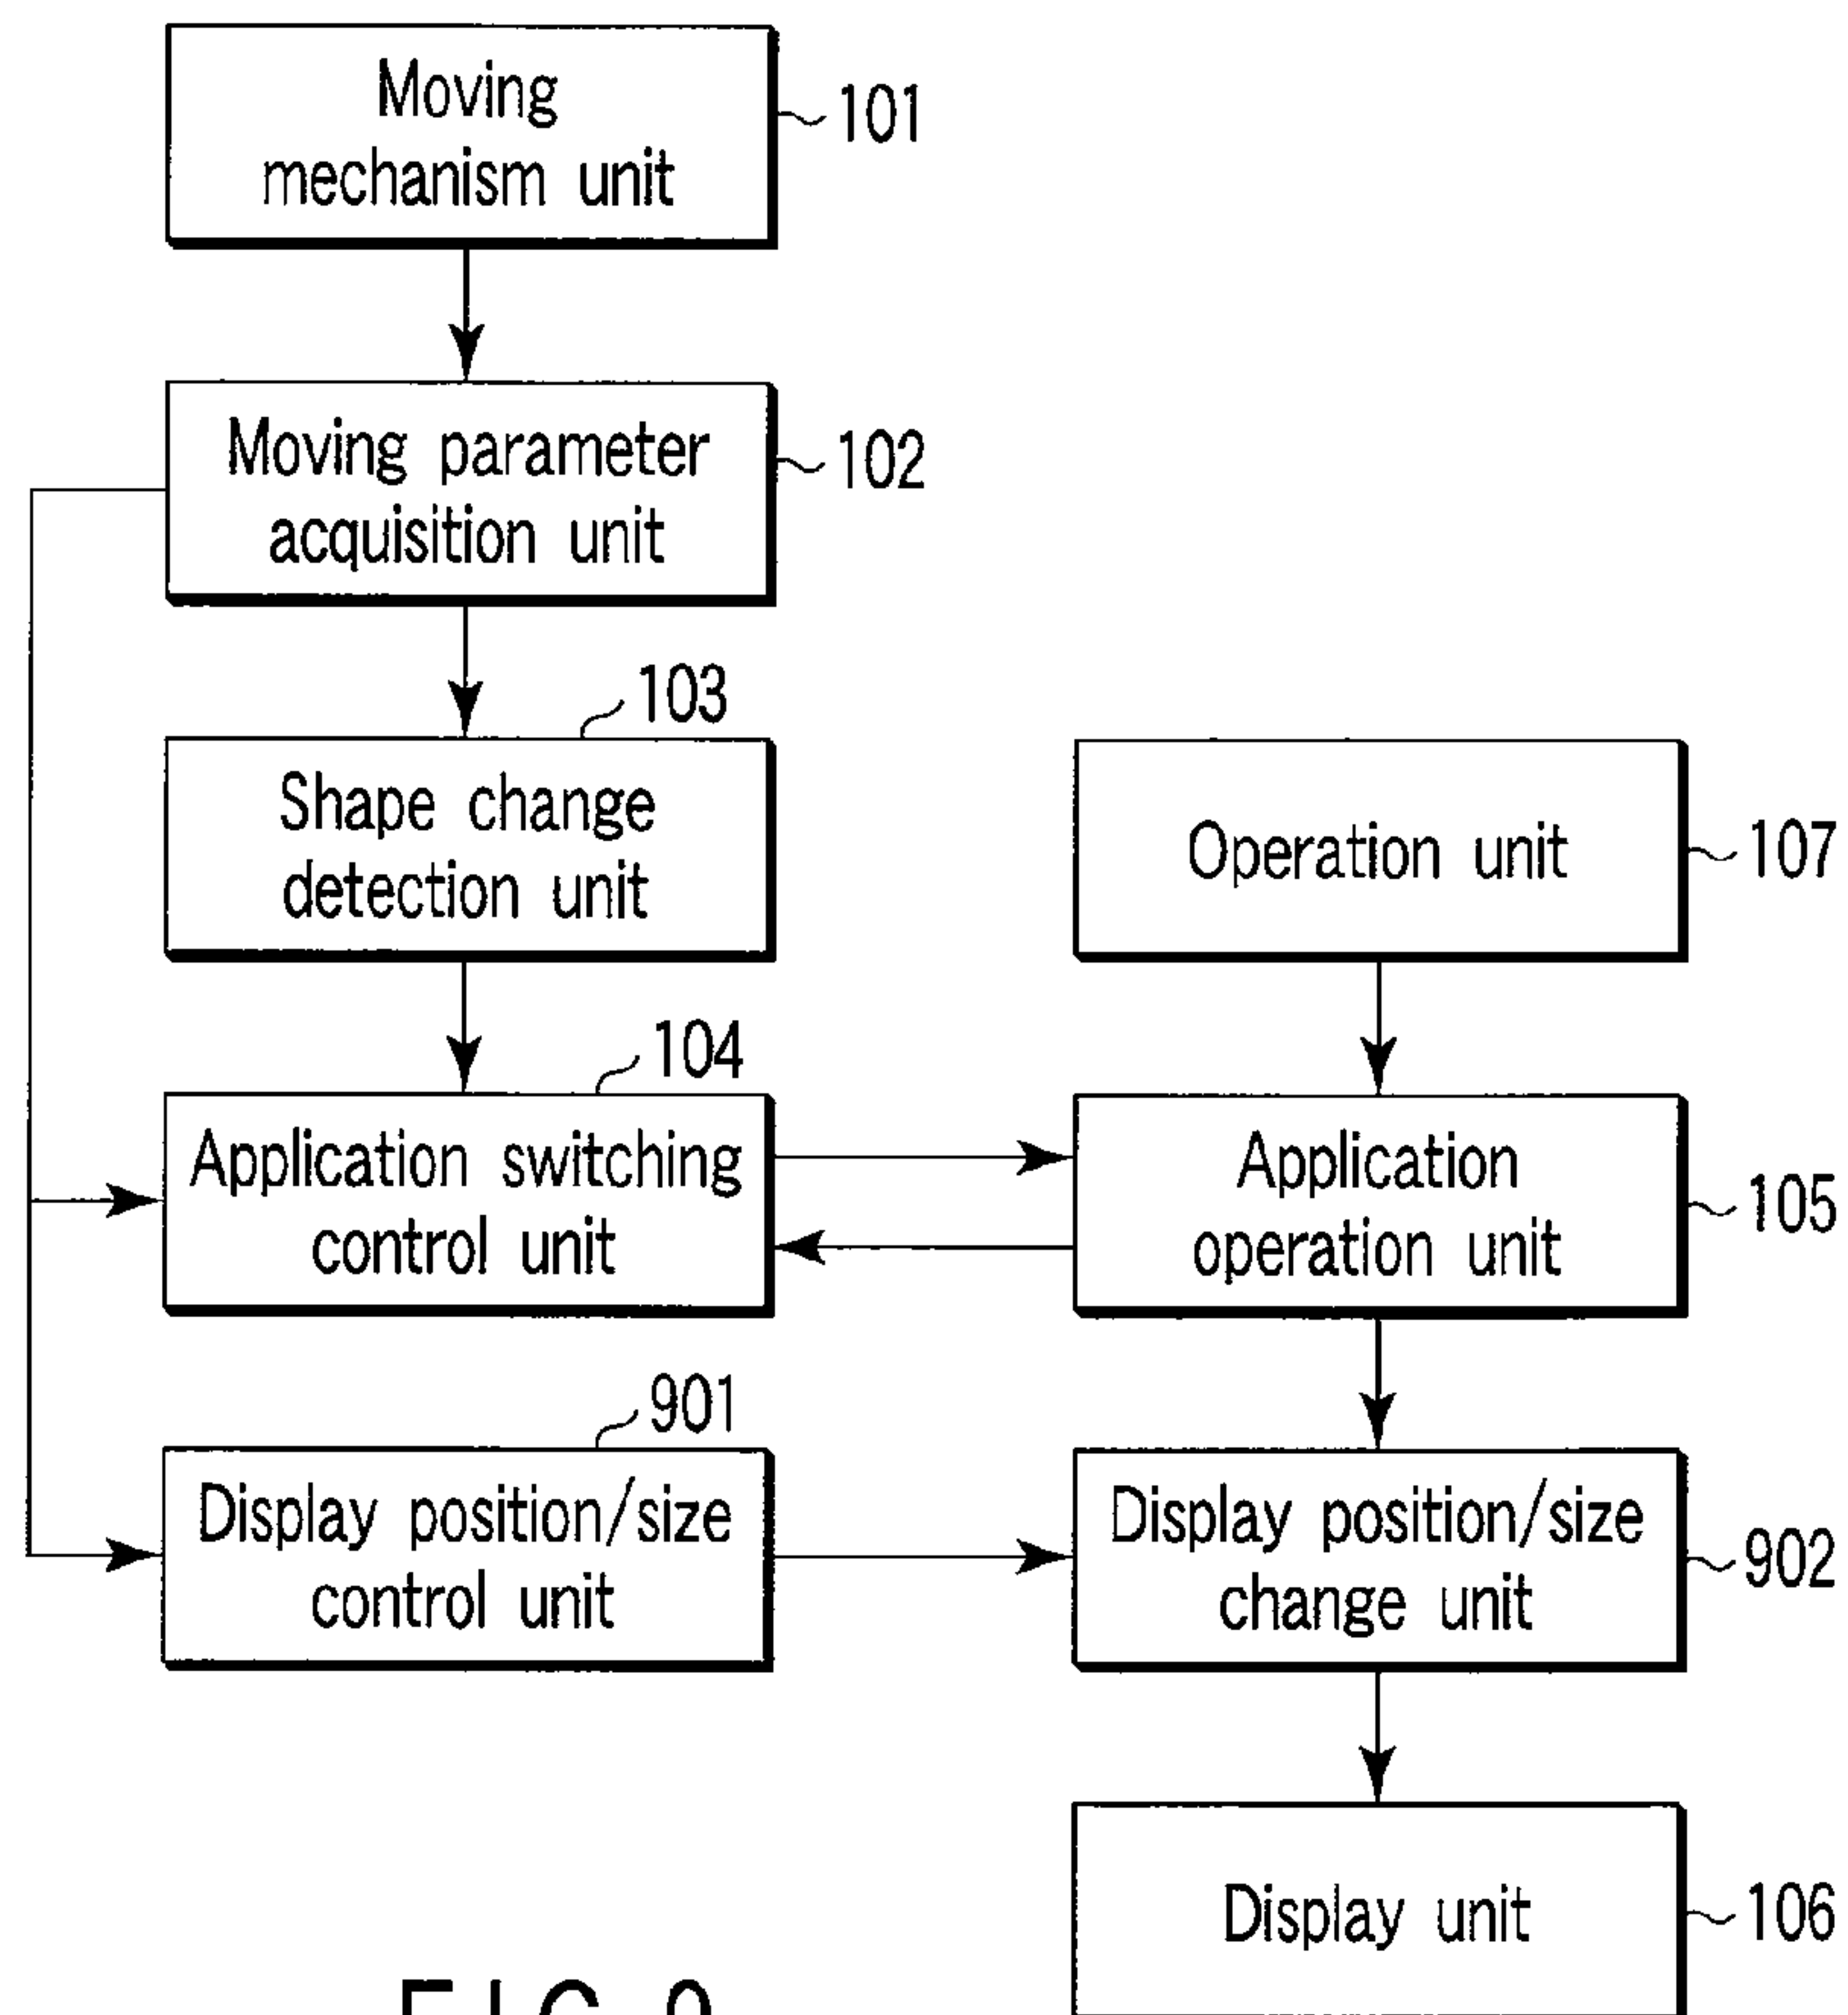 Moving
mechanism unit
101
Moving parameter
acquisition unit
102
103
Shape change
detection unit
Operation unit
107
104
Application switching
control unit
Application
operation unit
105
901
Display position/size
control unit
Display position/size
change unit
902
Display unit
106